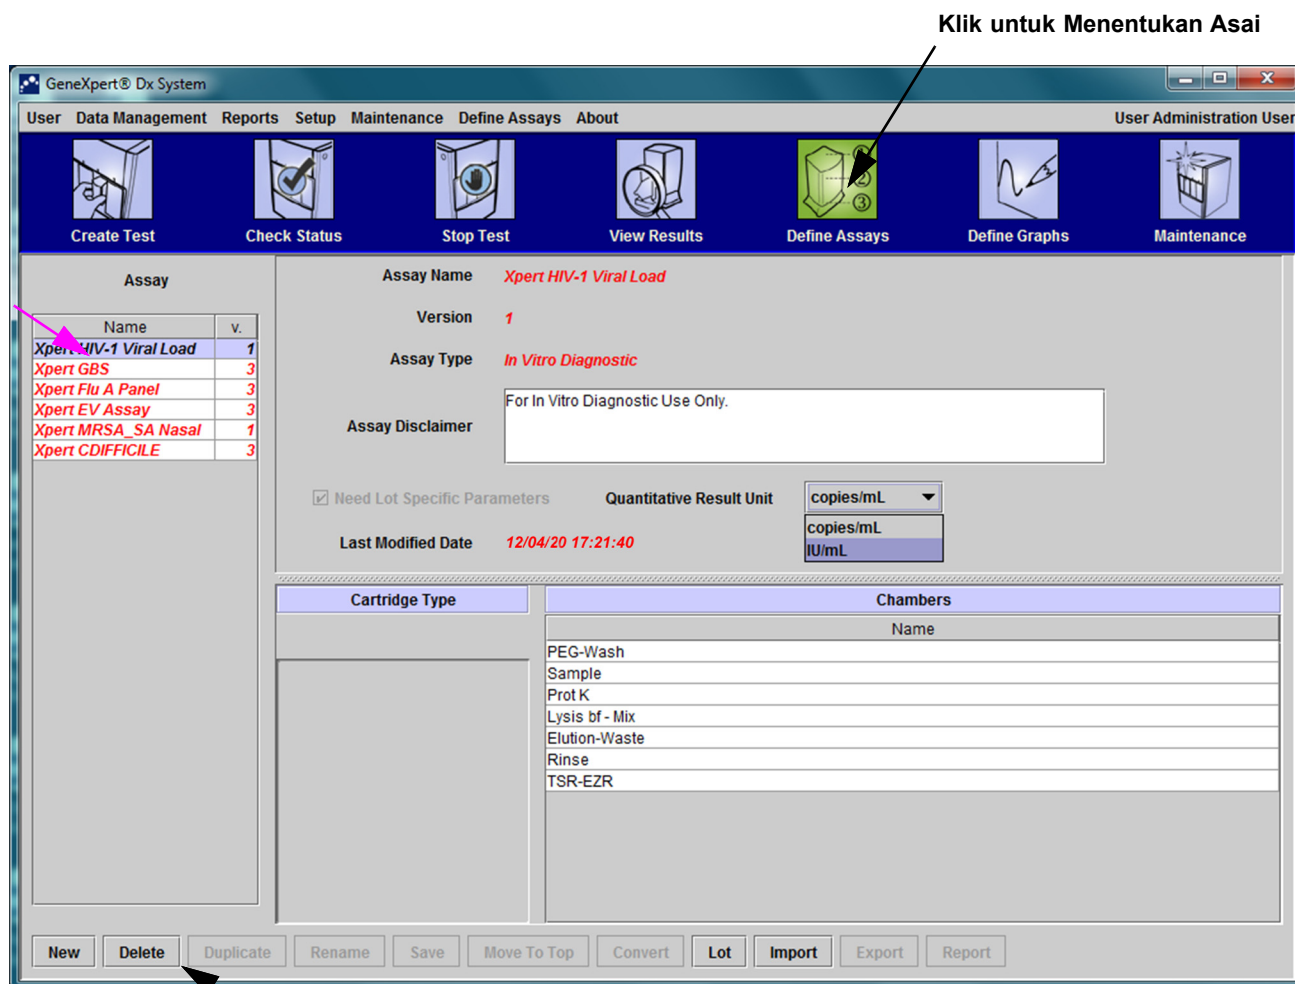 Klik untuk Menentukan Asai
GeneXpert® Dx System
User Data Management Reports Setup Maintenance Define Assays About User Administration User
Create Test Check Status Stop Test View Results Define Assays Define Graphs Maintenance
Assay
Name v.
Xpert HIV-1 Viral Load 1
Xpert GBS 3
Xpert Flu A Panel 3
Xpert EV Assay 3
Xpert MRSA_SA Nasal 1
Xpert CDIFFICILE 3
Assay Name Xpert HIV-1 Viral Load
Version 1
Assay Type In Vitro Diagnostic
Assay Disclaimer For In Vitro Diagnostic Use Only.
Need Lot Specific Parameters Quantitative Result Unit copies/mL
copies/mL
IU/mL
Last Modified Date 12/04/20 17:21:40
Cartridge Type
Chambers
Name
PEG-Wash
Sample
Prot K
Lysis bf - Mix
Elution-Waste
Rinse
TSR-EZR
New Delete Duplicate Rename Save Move To Top Convert Lot Import Export Report